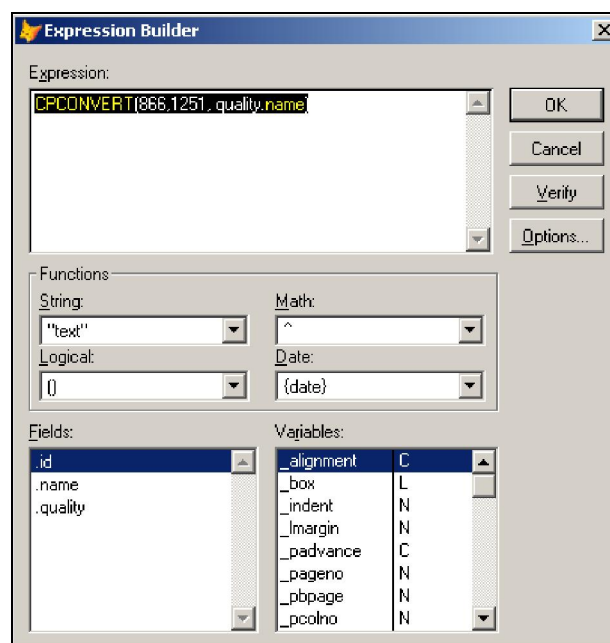 Expression Builder
Expression:
CPCONVERT(866,1251, quality.name)
OK
Cancel
Verify
Options...
Functions
String:
Math:
"text"
^
Logical:
Date:
()
{date}
Fields:
Variables:
.id
.name
.quality
_alignment C
_box L
_indent N
_lmargin N
_padvance C
_pageno N
_pbpage N
_pcolno N